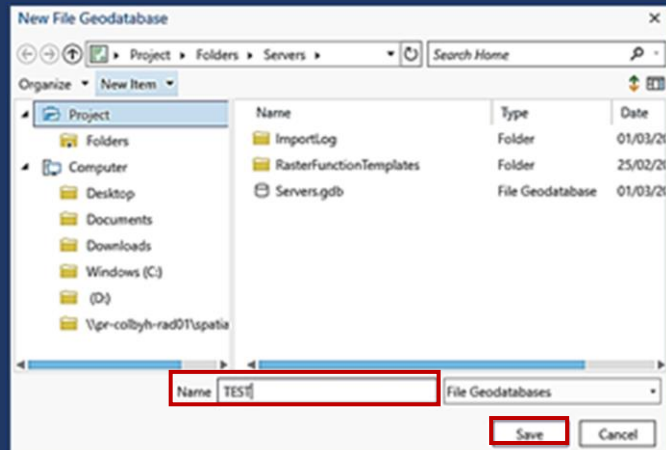 New File Geodatabase
Project Folders Servers Search Home
Organize New Item
Project
Folders
Computer
Desktop
Documents
Downloads
Windows (C:)
(D:)
\\pr-colbyh-rad01\spatia
Name Type Date
ImportLog Folder 01/03/20
RasterFunctionTemplates Folder 25/02/20
Servers.gdb File Geodatabase 01/03/20
Name TEST File Geodatabases
Save Cancel